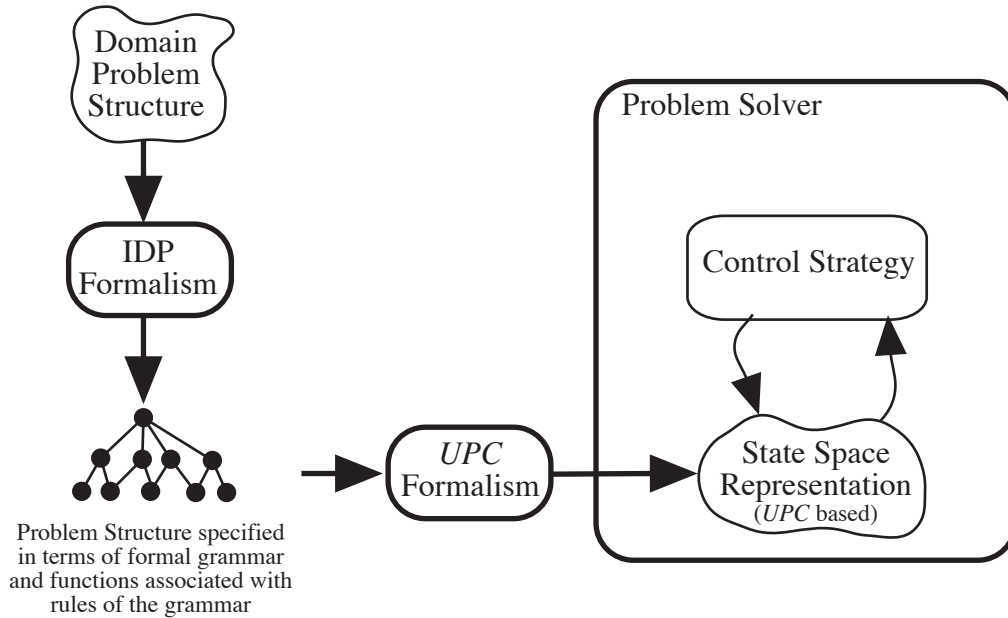 Domain
Problem
Structure
IDP
Formalism
Problem Structure specified
in terms of formal grammar
and functions associated with
rules of the grammar
UPC
Formalism
Problem Solver
Control Strategy
State Space
Representation
(UPC based)